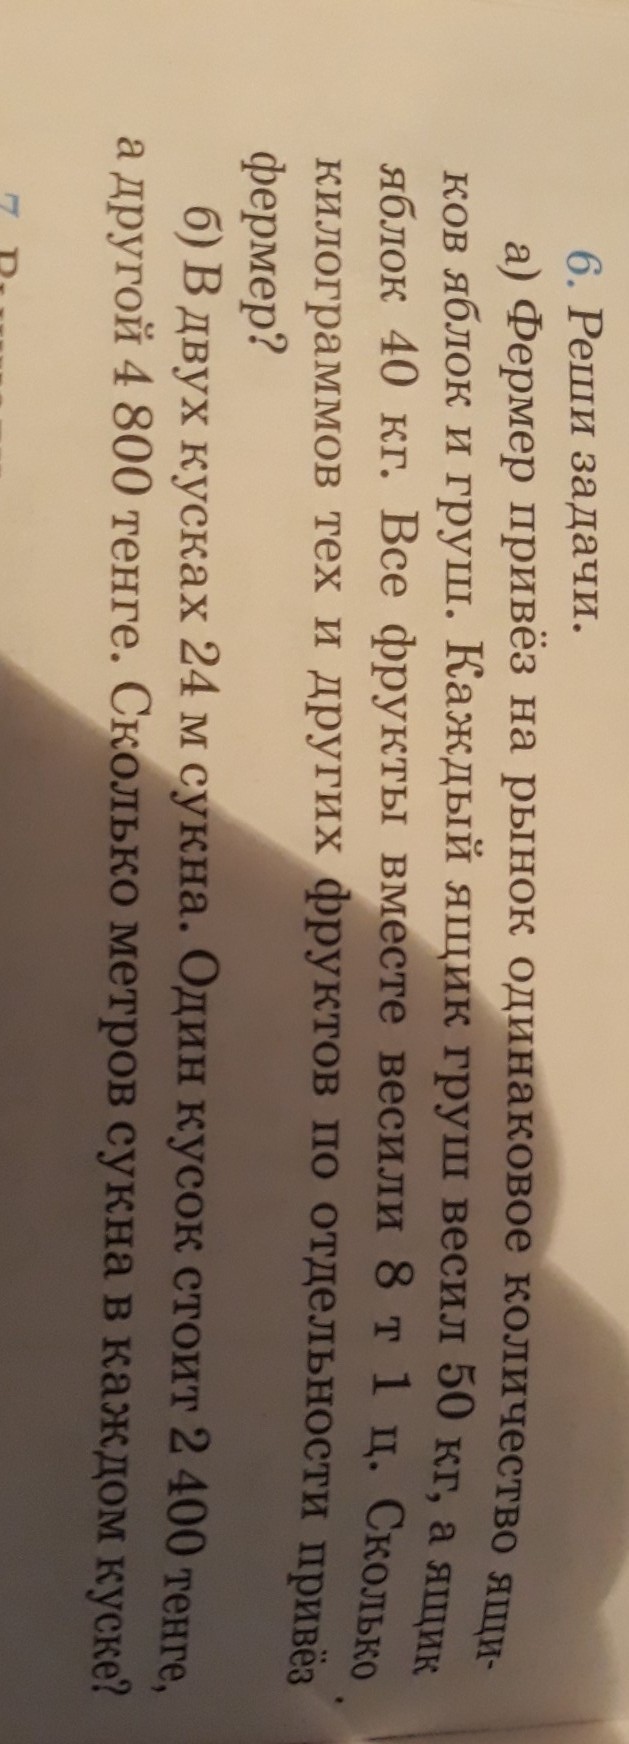 6. Реши задачи.
а) Фермер привёз на рынок одинаковое количество ящи-
ков яблок и груш. Каждый ящик груш весил 50 кг, а ящик
яблок 40 кг. Все фрукты вместе весили 8 т 1 ц. Сколько
килограммов тех и других фруктов по отдельности привёз
фермер?
б) В двух кусках 24 м сукна. Один кусок стоит 2 400 тенге,
а другой 4 800 тенге. Сколько метров сукна в каждом куске?
7